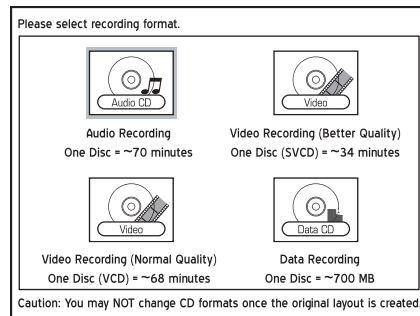 Please select recording format.
Audio CD
Audio Recording
One Disc = ~70 minutes
Video
Video Recording (Better Quality)
One Disc (SVCD) = ~34 minutes
Video
Video Recording (Normal Quality)
One Disc (VCD) = ~68 minutes
Data CD
Data Recording
One Disc = ~700 MB
Caution: You may NOT change CD formats once the original layout is created.